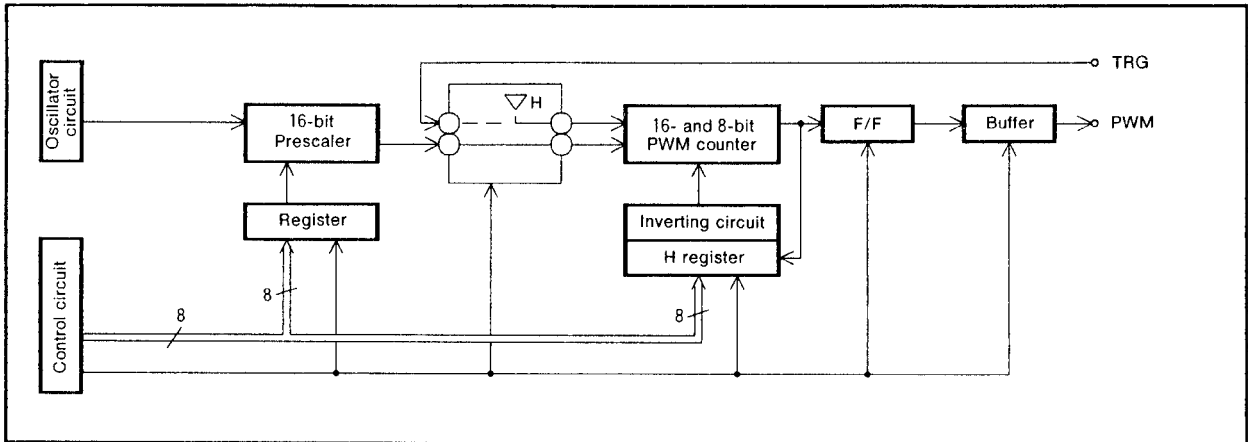 TRG
H
Oscillator
circuit
16-bit
Prescaler
16- and 8-bit
PWM counter
F/F
Buffer
PWM
Register
Inverting circuit
H register
Control circuit
8
8
8